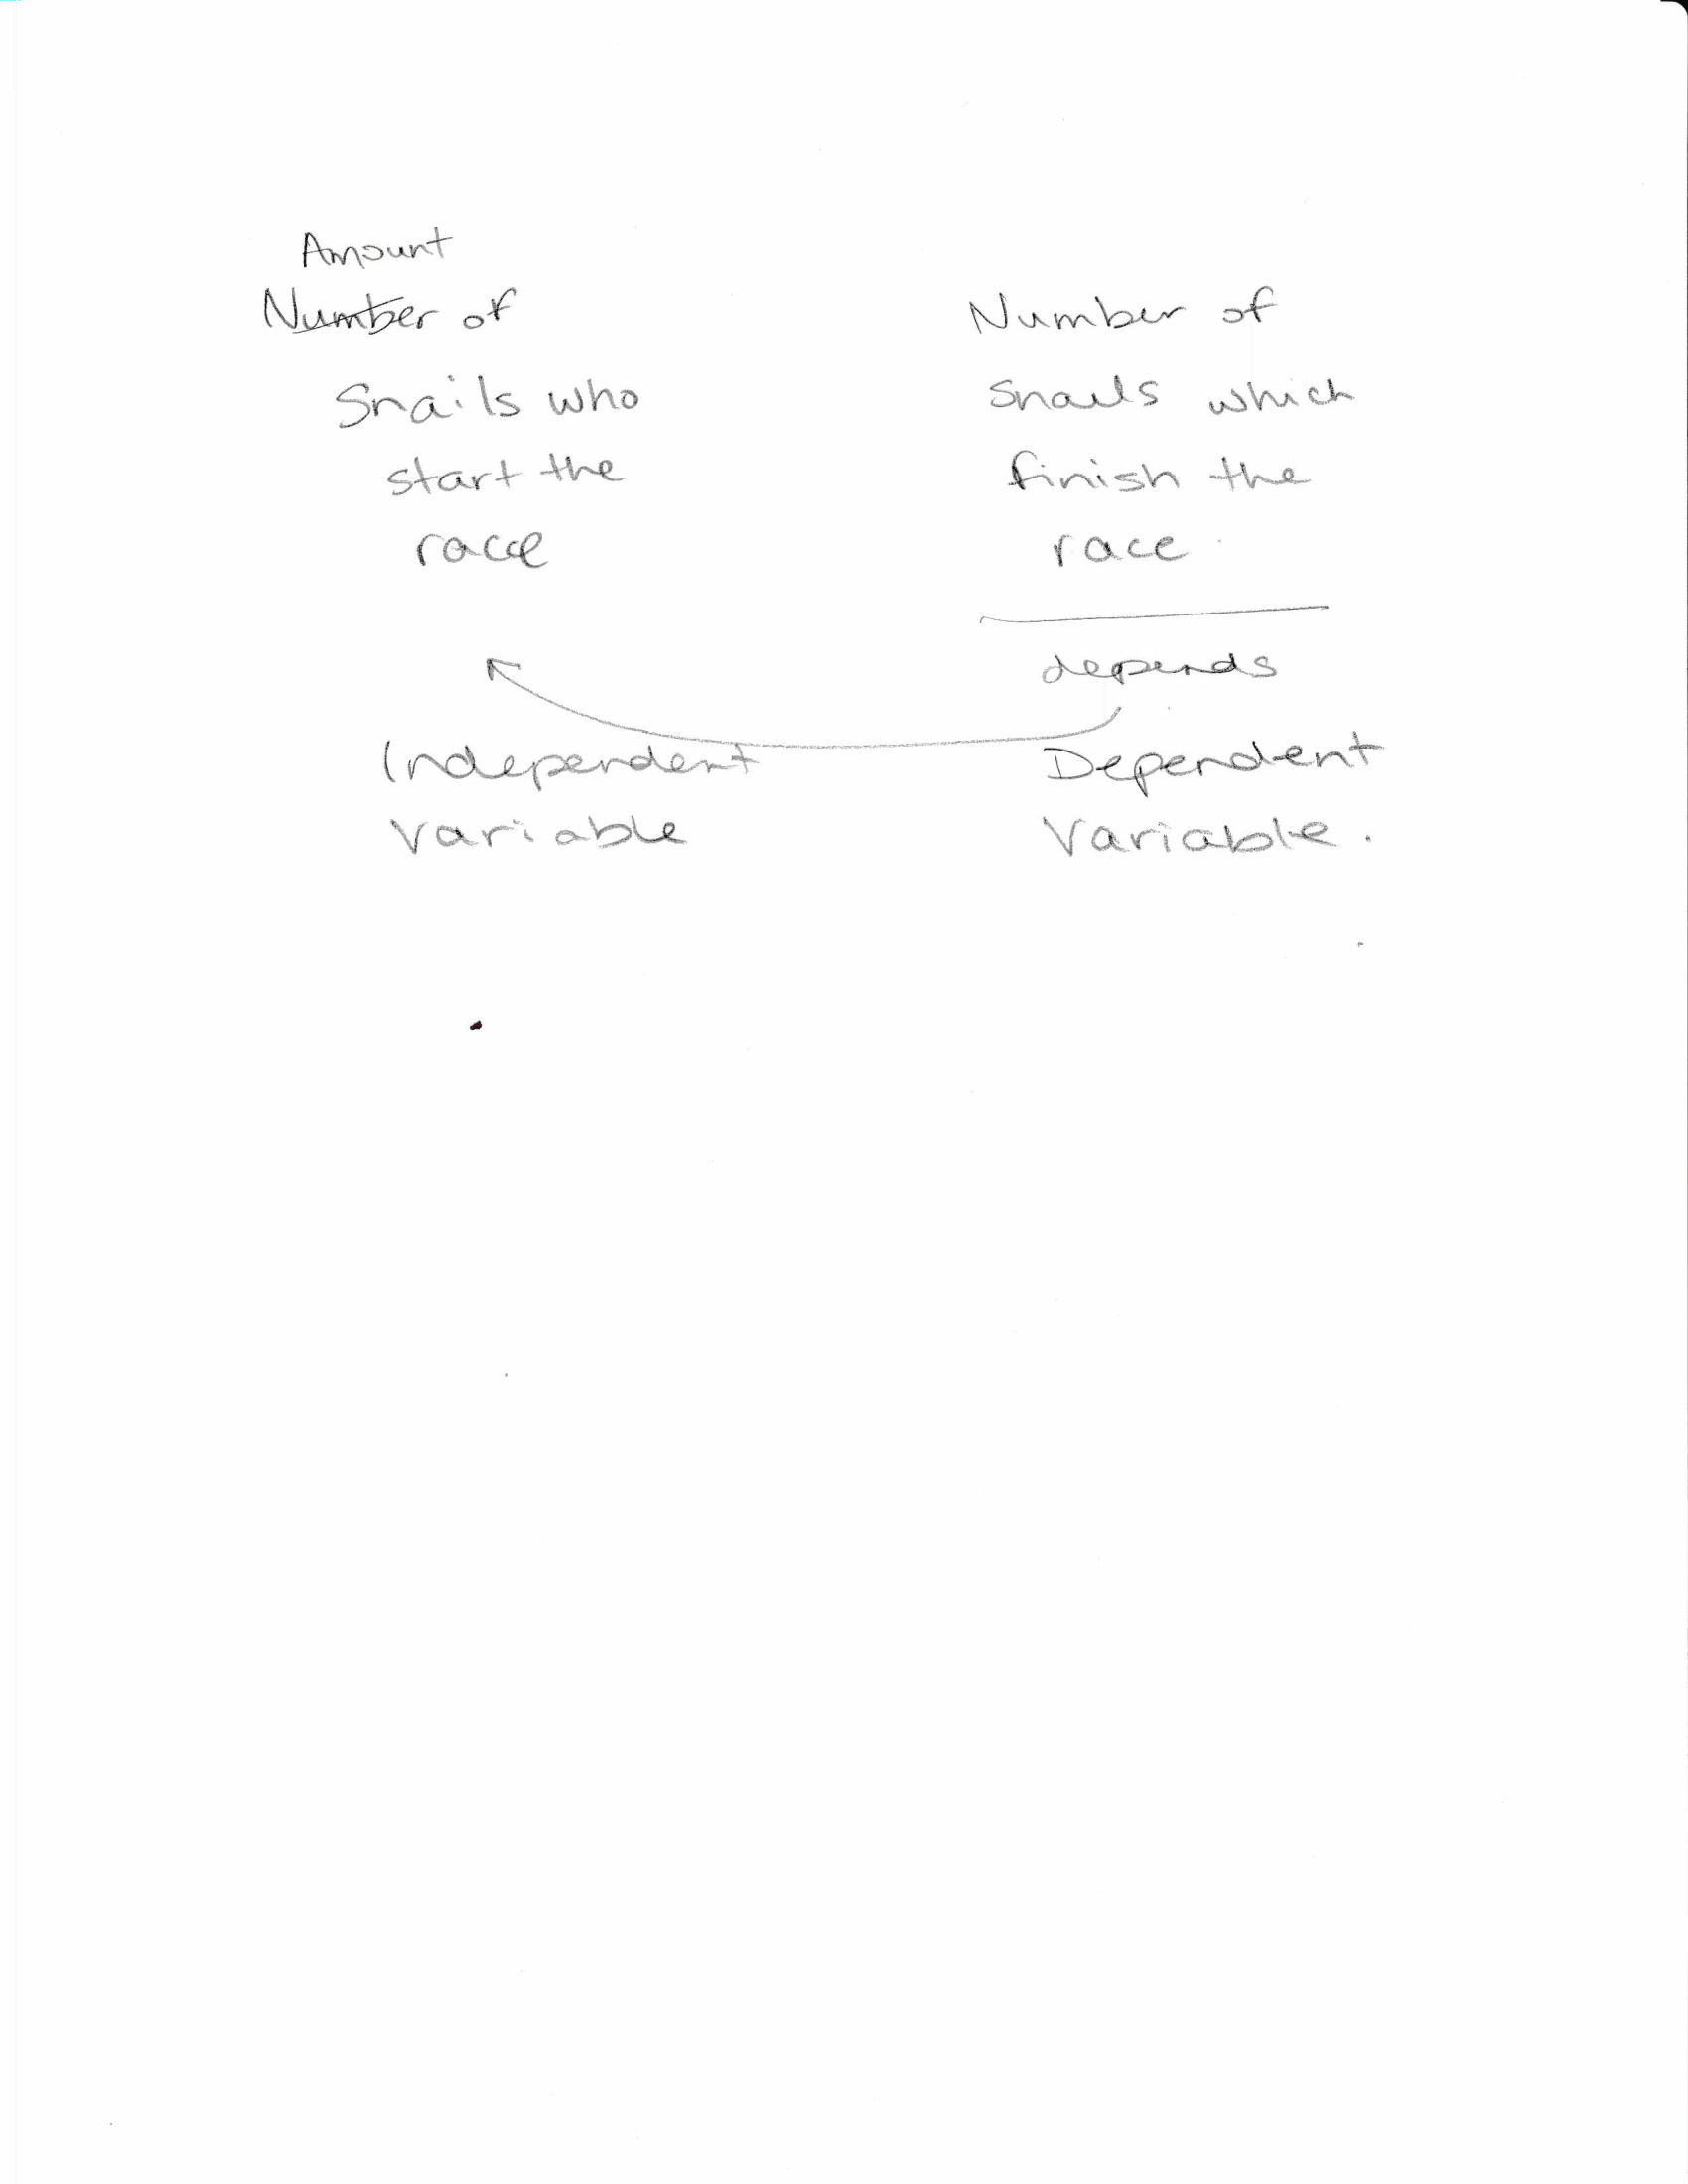 Amount
Number of
Snails who
start the
race
Number of
Snails which
finish the
race.
depends
Independent
Variable
Dependent
Variable.